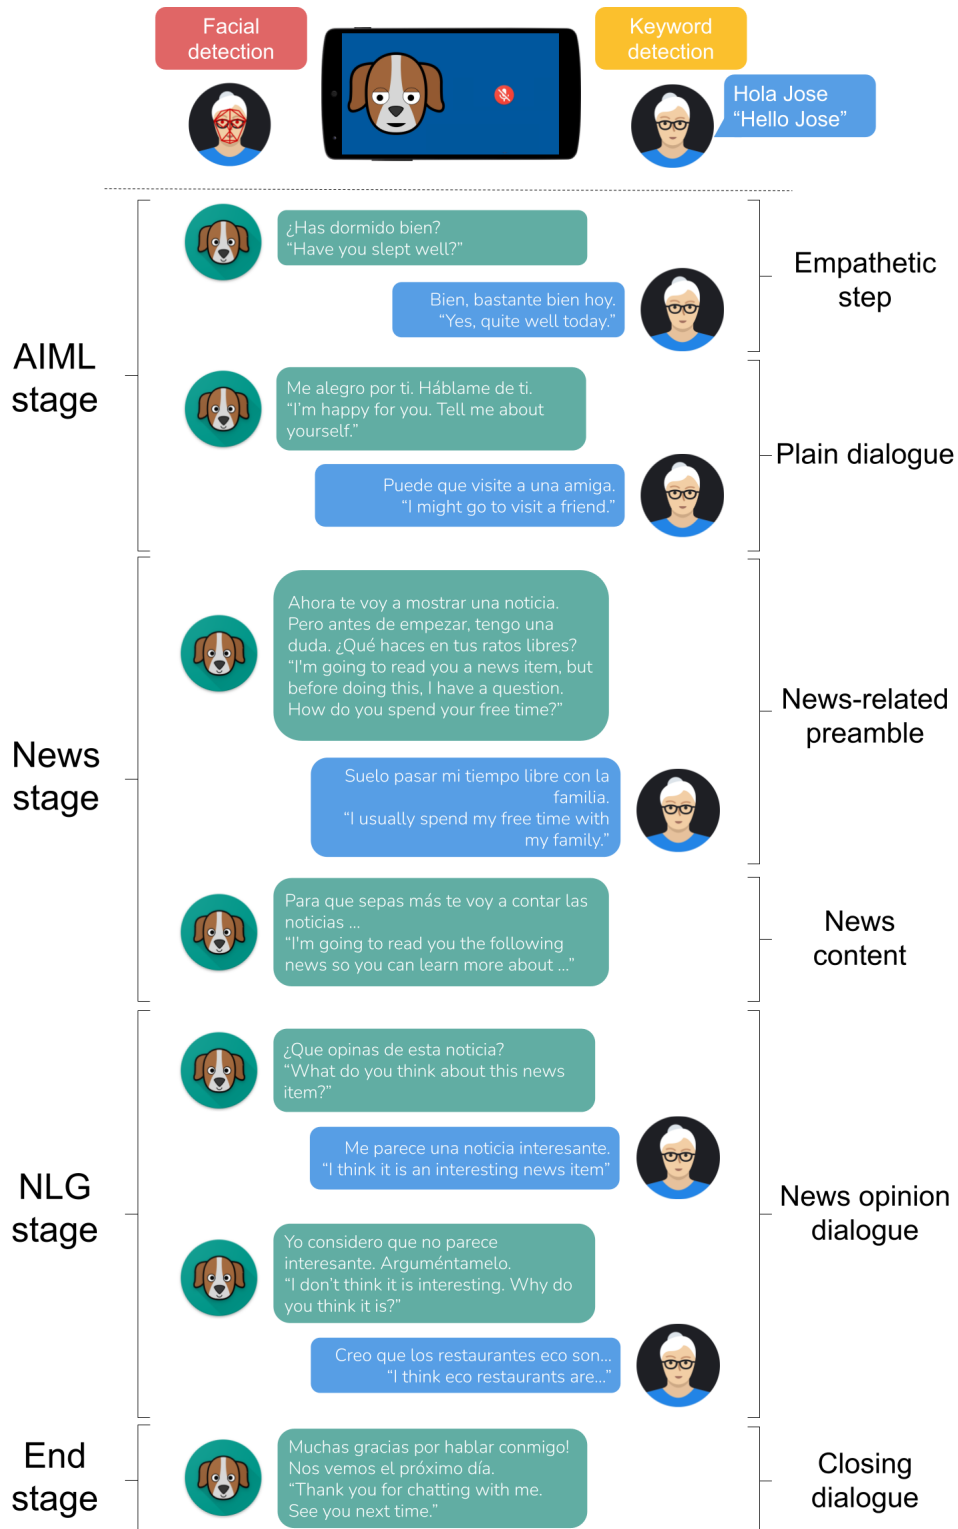 Facial
detection
Keyword
detection
Hola Jose
“Hello Jose”
AIML
stage
¿Has dormido bien?
“Have you slept well?”
Bien, bastante bien hoy.
“Yes, quite well today.”
Empathetic
step
Me alegro por ti. Háblame de ti.
“I’m happy for you. Tell me about
yourself.”
Puede que visite a una amiga.
“I might go to visit a friend.”
Plain dialogue
News
stage
Ahora te voy a mostrar una noticia.
Pero antes de empezar, tengo una
duda. ¿Qué haces en tus ratos libres?
“I'm going to read you a news item, but
before doing this, I have a question.
How do you spend your free time?”
Suelo pasar mi tiempo libre con la
familia.
“I usually spend my free time with
my family.”
News-related
preamble
Para que sepas más te voy a contar las
noticias ...
“I'm going to read you the following
news so you can learn more about ...”
News
content
NLG
stage
¿Que opinas de esta noticia?
“What do you think about this news
item?”
Me parece una noticia interesante.
“I think it is an interesting news item”
Yo considero que no parece
interesante. Arguméntamelo.
“I don’t think it is interesting. Why do
you think it is?”
Creo que los restaurantes eco son...
“I think eco restaurants are...”
News opinion
dialogue
End
stage
Muchas gracias por hablar conmigo!
Nos vemos el próximo día.
“Thank you for chatting with me.
See you next time.”
Closing
dialogue